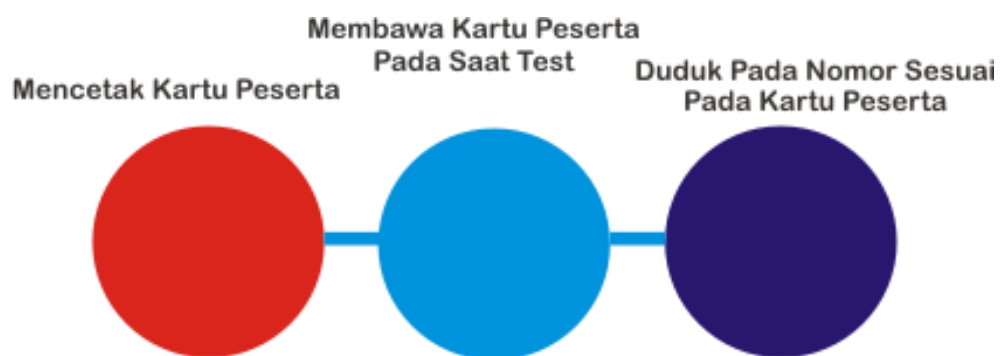 Mencetak Kartu Peserta
Membawa Kartu Peserta
Pada Saat Test
Duduk Pada Nomor Sesuai
Pada Kartu Peserta